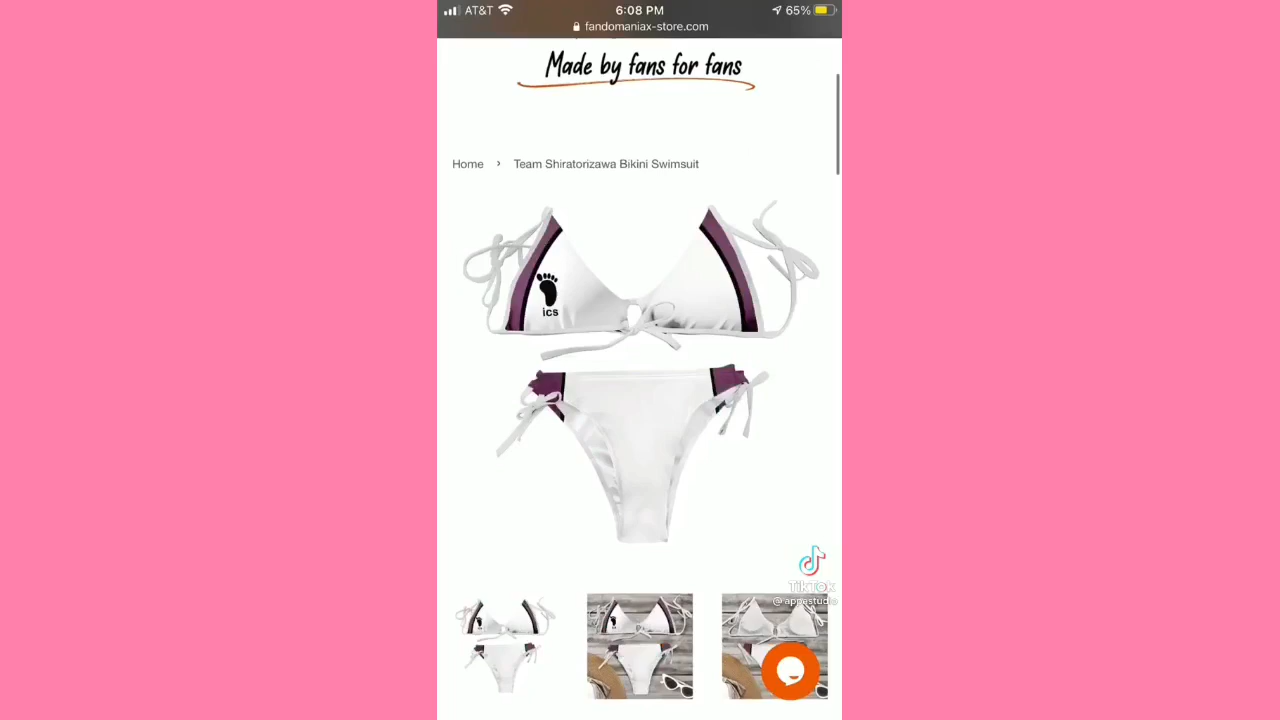 AT&T 6:08 PM 65%
fandomaniax-store.com
Made by fans for fans
Home › Team Shiratorizawa Bikini Swimsuit
ics
TikTok
@appestudio